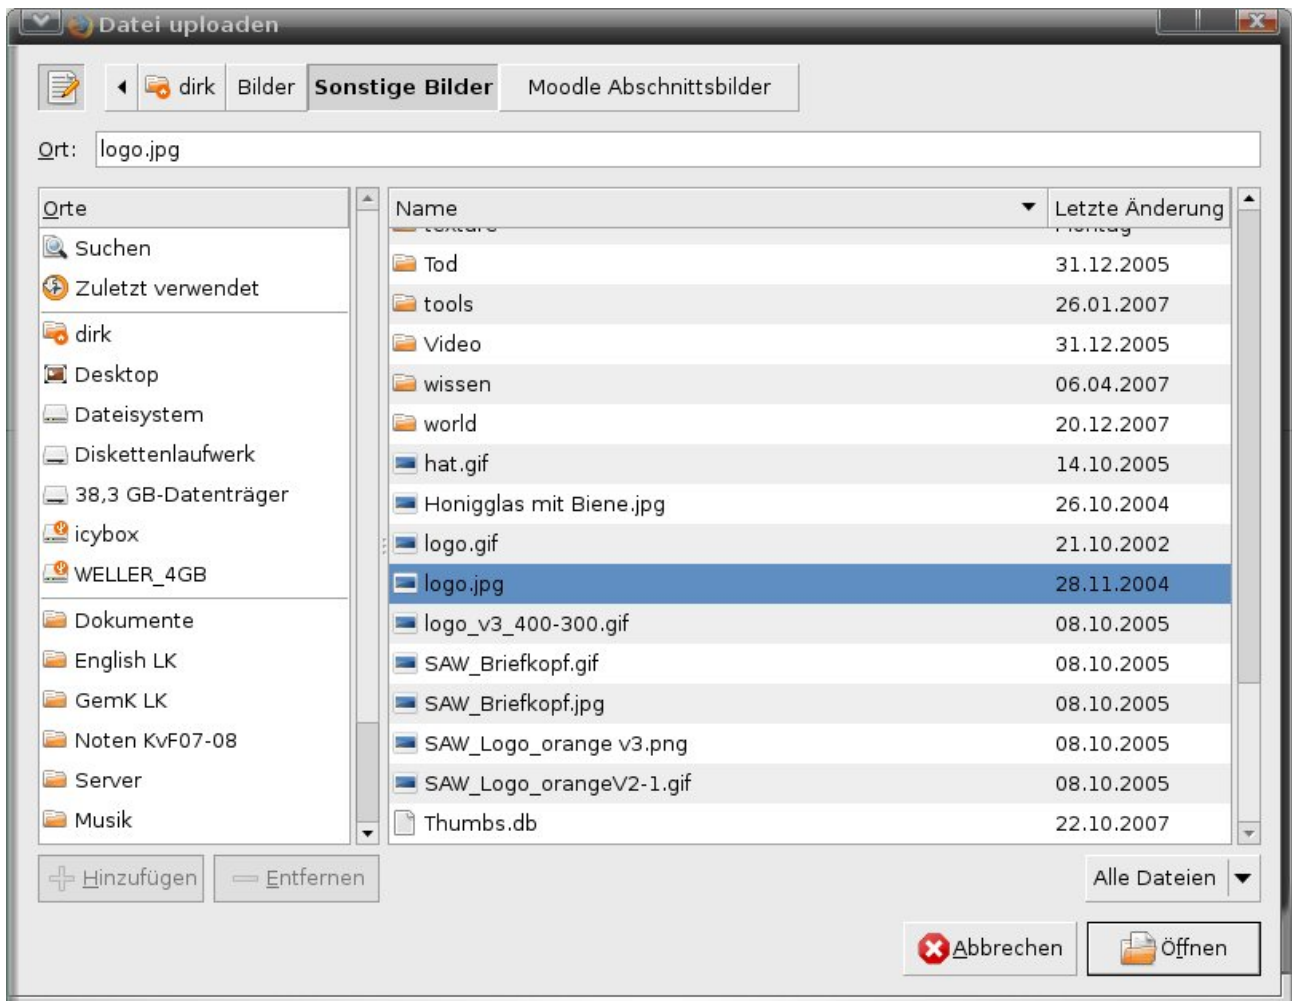 Datei uploaden
dirk Bilder Sonstige Bilder Moodle Abschnittsbilder
Ort: logo.jpg
Orte
Suchen
Zuletzt verwendet
dirk
Desktop
Dateisystem
Diskettenlaufwerk
38,3 GB-Datenträger
icybox
WELLER_4GB
Dokumente
English LK
GemK LK
Noten KvF07-08
Server
Musik
Name Letzte Änderung
texture Montag
Tod 31.12.2005
tools 26.01.2007
Video 31.12.2005
wissen 06.04.2007
world 20.12.2007
hat.gif 14.10.2005
Honigglas mit Biene.jpg 26.10.2004
logo.gif 21.10.2002
logo.jpg 28.11.2004
logo_v3_400-300.gif 08.10.2005
SAW_Briefkopf.gif 08.10.2005
SAW_Briefkopf.jpg 08.10.2005
SAW_Logo_orange v3.png 08.10.2005
SAW_Logo_orangeV2-1.gif 08.10.2005
Thumbs.db 22.10.2007
Hinzufügen Entfernen
Alle Dateien
Abbrechen Öffnen